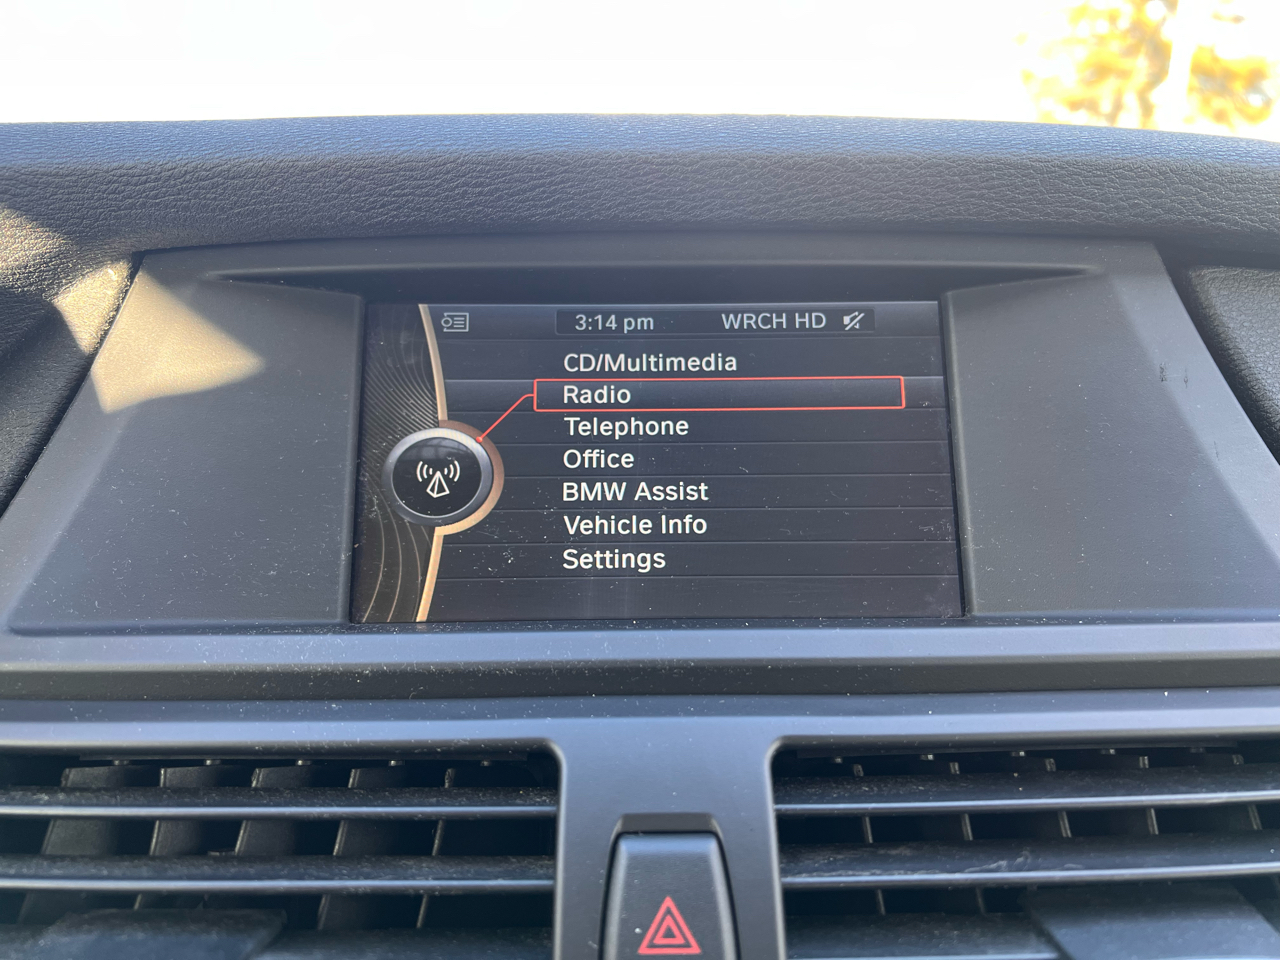 3:14 pm WRCH HD
CD/Multimedia
Radio
Telephone
Office
BMW Assist
Vehicle Info
Settings